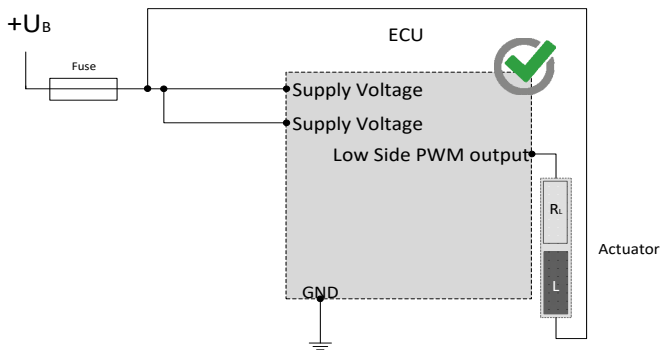 +UB
ECU
Fuse
Supply Voltage
Supply Voltage
Low Side PWM output
RL
Actuator
L
GND